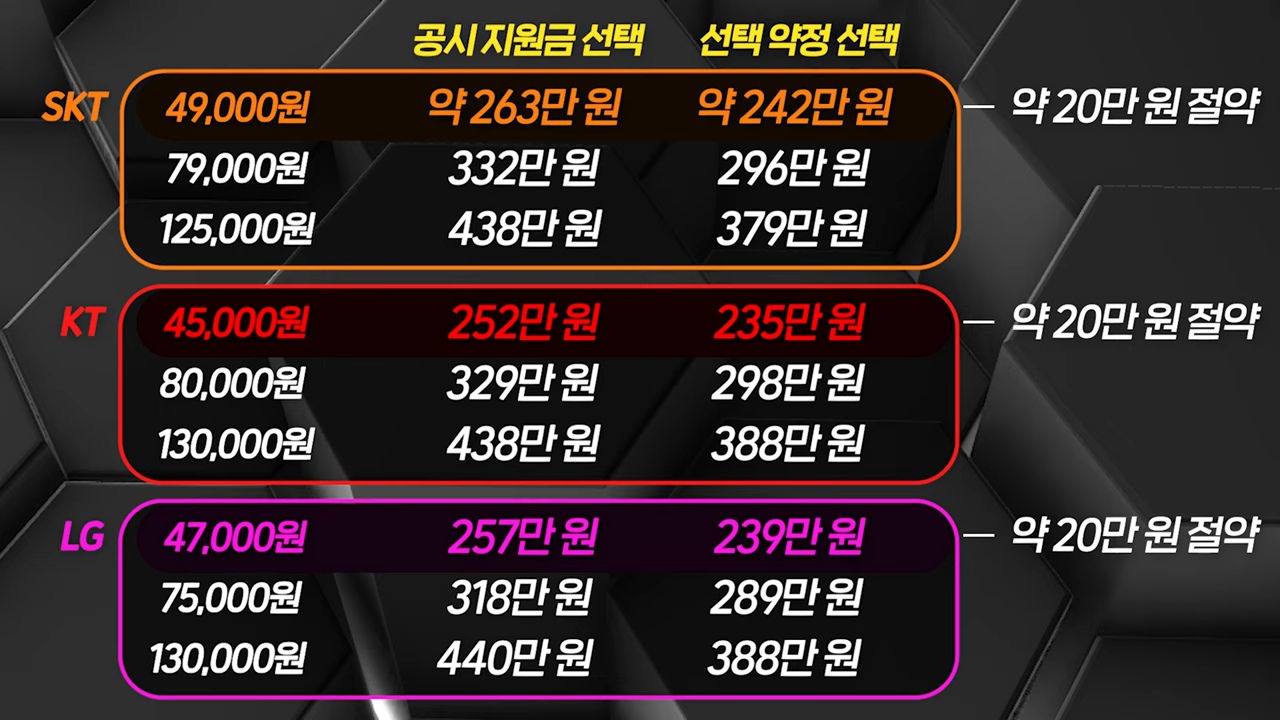 공시 지원금 선택 선택 약정 선택
SKT 49,000원 약 263만 원 약 242만 원 약 20만 원 절약
79,000원 332만 원 296만 원
125,000원 438만 원 379만 원
KT 45,000원 252만 원 235만 원 약 20만 원 절약
80,000원 329만 원 298만 원
130,000원 438만 원 388만 원
LG 47,000원 257만 원 239만 원 약 20만 원 절약
75,000원 318만 원 289만 원
130,000원 440만 원 388만 원